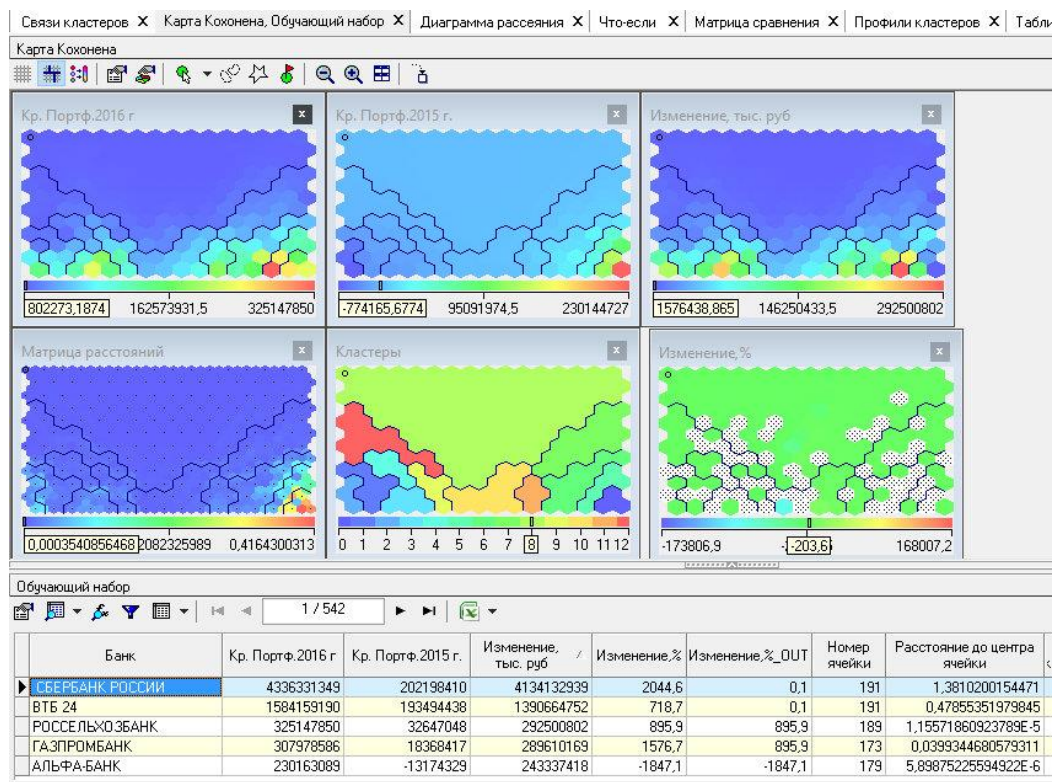 Связи кластеров X Карта Кохонена, Обучающий набор X Диаграмма рассеяния X Что-если X Матрица сравнения X Профили кластеров X Табли
Карта Кохонена
Кр. Портф.2016 г x Кр. Портф.2015 г. x Изменение, тыс. руб x
802273,1874 162573931,5 325147850 -774165,6774 95091974,5 230144727 1576438,865 146250433,5 292500802
Матрица расстояний x Кластеры x Изменение,% x
0,0003540856468 2082325989 0,4164300313 0 1 2 3 4 5 6 7 8 9 10 11 12 -173806,9 -203,6 168007,2
Обучающий набор
1 / 542
Банк Кр. Портф.2016 г Кр. Портф.2015 г. Изменение, тыс. руб Изменение,% Изменение,%_OUT Номер ячейки Расстояние до центра ячейки
СБЕРБАНК РОССИИ 4336331349 202198410 4134132939 2044,6 0,1 191 1,3810200154471
ВТБ 24 1584159190 193494438 1390664752 718,7 0,1 191 0,47855351979845
РОССЕЛЬХОЗБАНК 325147850 32647048 292500802 895,9 895,9 189 1,15571860923789E-5
ГАЗПРОМБАНК 307978586 18368417 289610169 1576,7 895,9 173 0,0399344680579311
АЛЬФА-БАНК 230163089 -13174329 243337418 -1847,1 -1847,1 179 5,89875225594922E-6